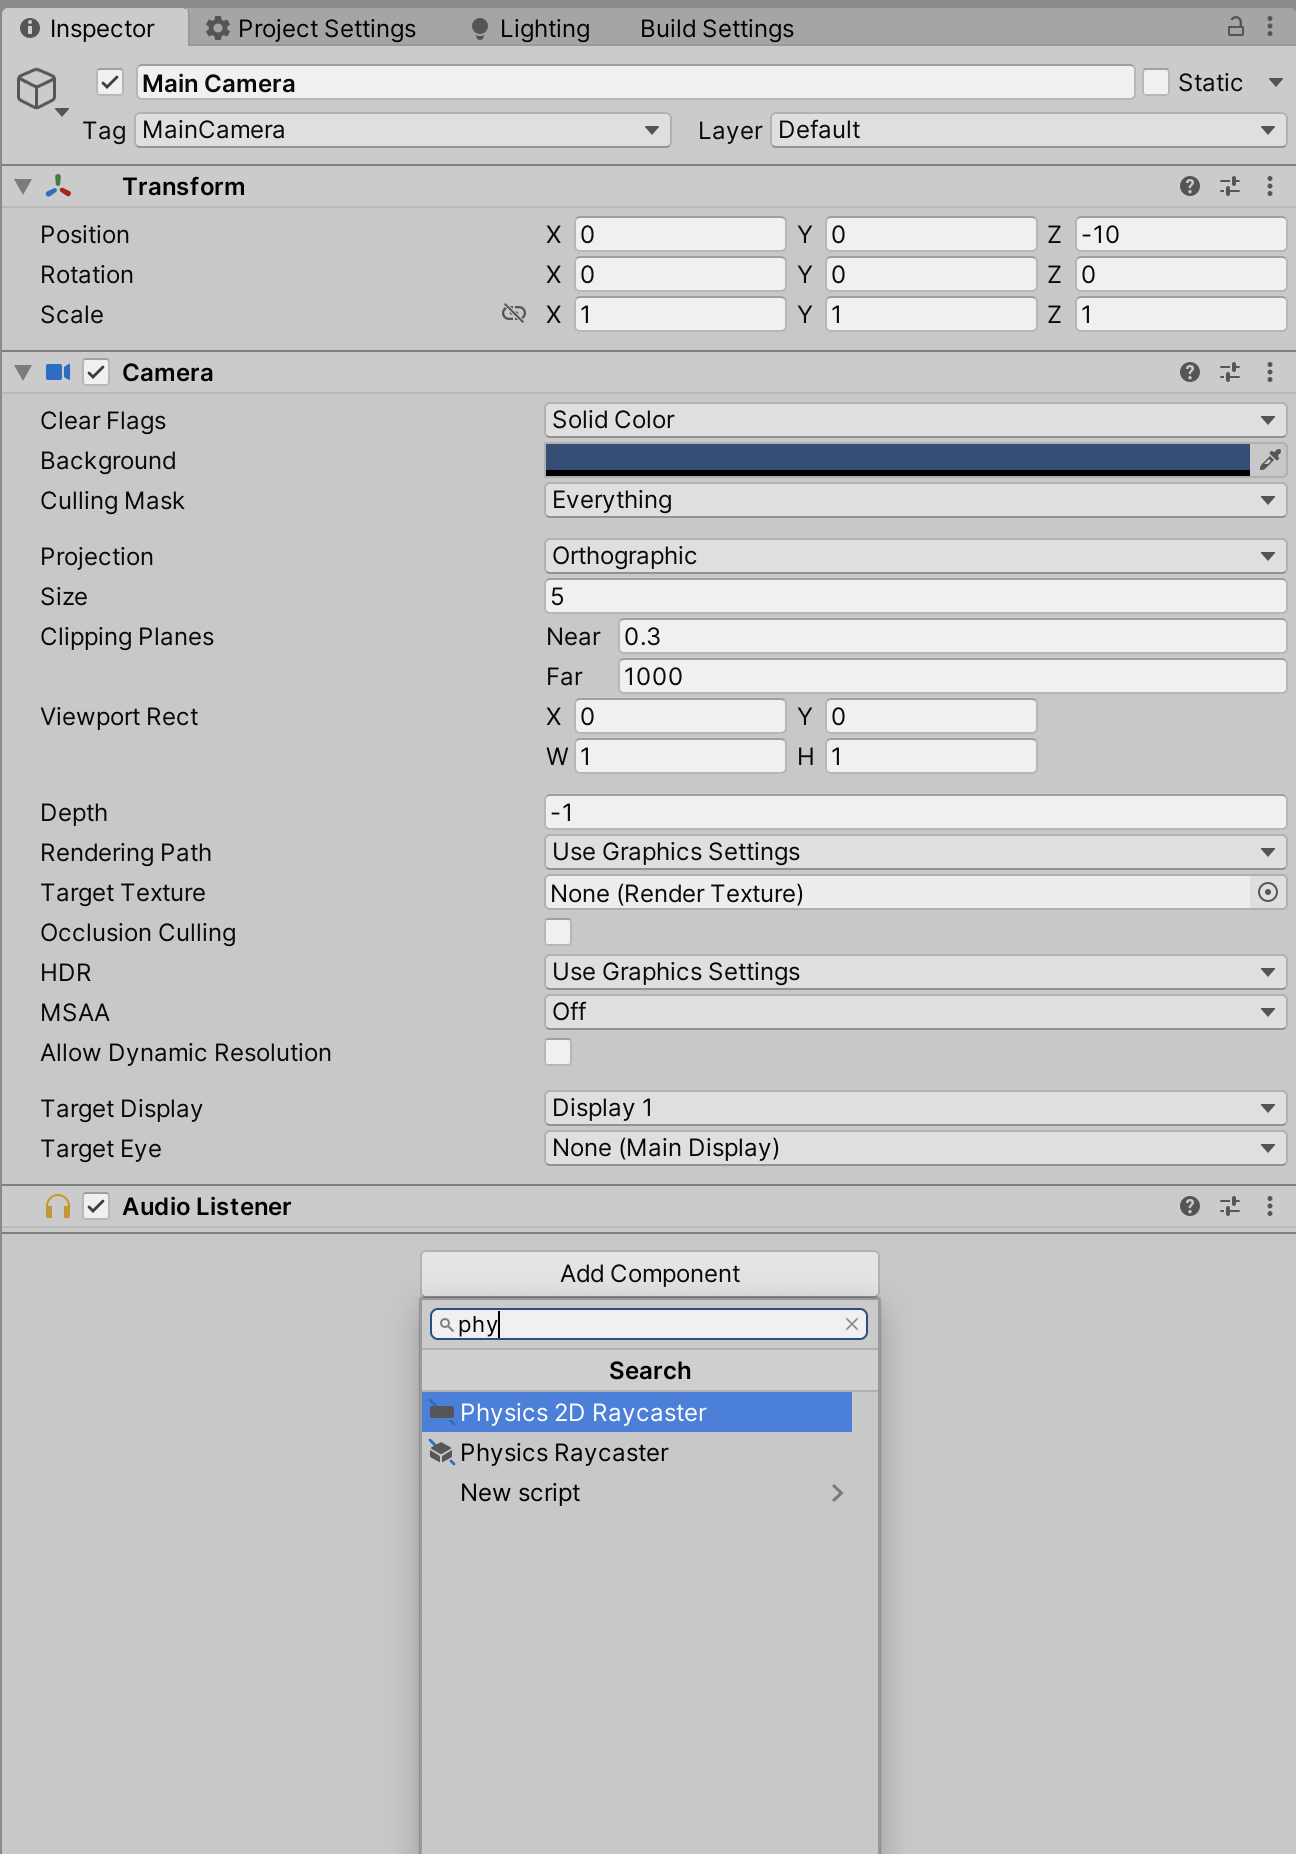 Inspector Project Settings Lighting Build Settings
Main Camera Static
Tag MainCamera Layer Default
Transform
Position X 0 Y 0 Z -10
Rotation X 0 Y 0 Z 0
Scale X 1 Y 1 Z 1
Camera
Clear Flags Solid Color
Background
Culling Mask Everything
Projection Orthographic
Size 5
Clipping Planes Near 0.3
Far 1000
Viewport Rect X 0 Y 0
W 1 H 1
Depth -1
Rendering Path Use Graphics Settings
Target Texture None (Render Texture)
Occlusion Culling
HDR Use Graphics Settings
MSAA Off
Allow Dynamic Resolution
Target Display Display 1
Target Eye None (Main Display)
Audio Listener
Add Component
phy
Search
Physics 2D Raycaster
Physics Raycaster
New script